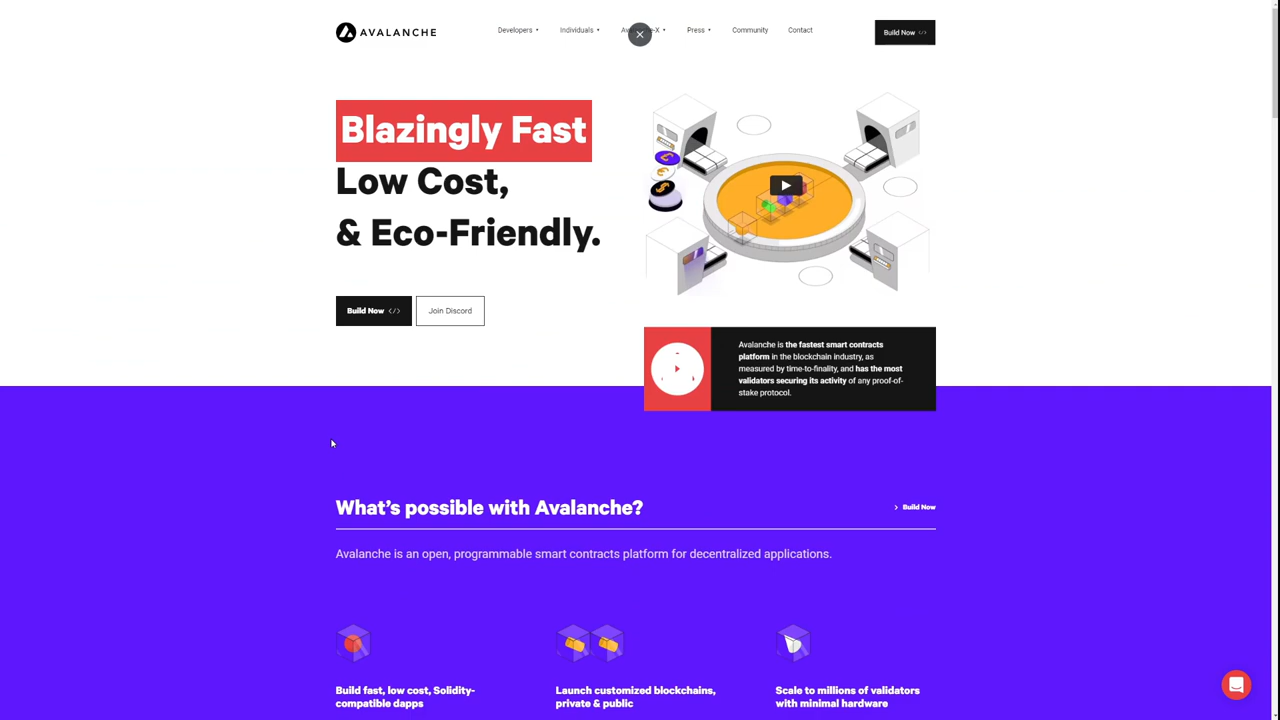 AVALANCHE
Developers
Individuals
Press
Community
Contact
Build Now </>
Blazingly Fast
Low Cost,
& Eco-Friendly.
Build Now </>
Join Discord
Avalanche is the fastest smart contracts
platform in the blockchain industry, as
measured by time-to-finality, and has the most
validators securing its activity of any proof-of-
stake protocol.
What's possible with Avalanche?
Build Now
Avalanche is an open, programmable smart contracts platform for decentralized applications.
Build fast, low cost, Solidity-
compatible dapps
Launch customized blockchains,
private & public
Scale to millions of validators
with minimal hardware